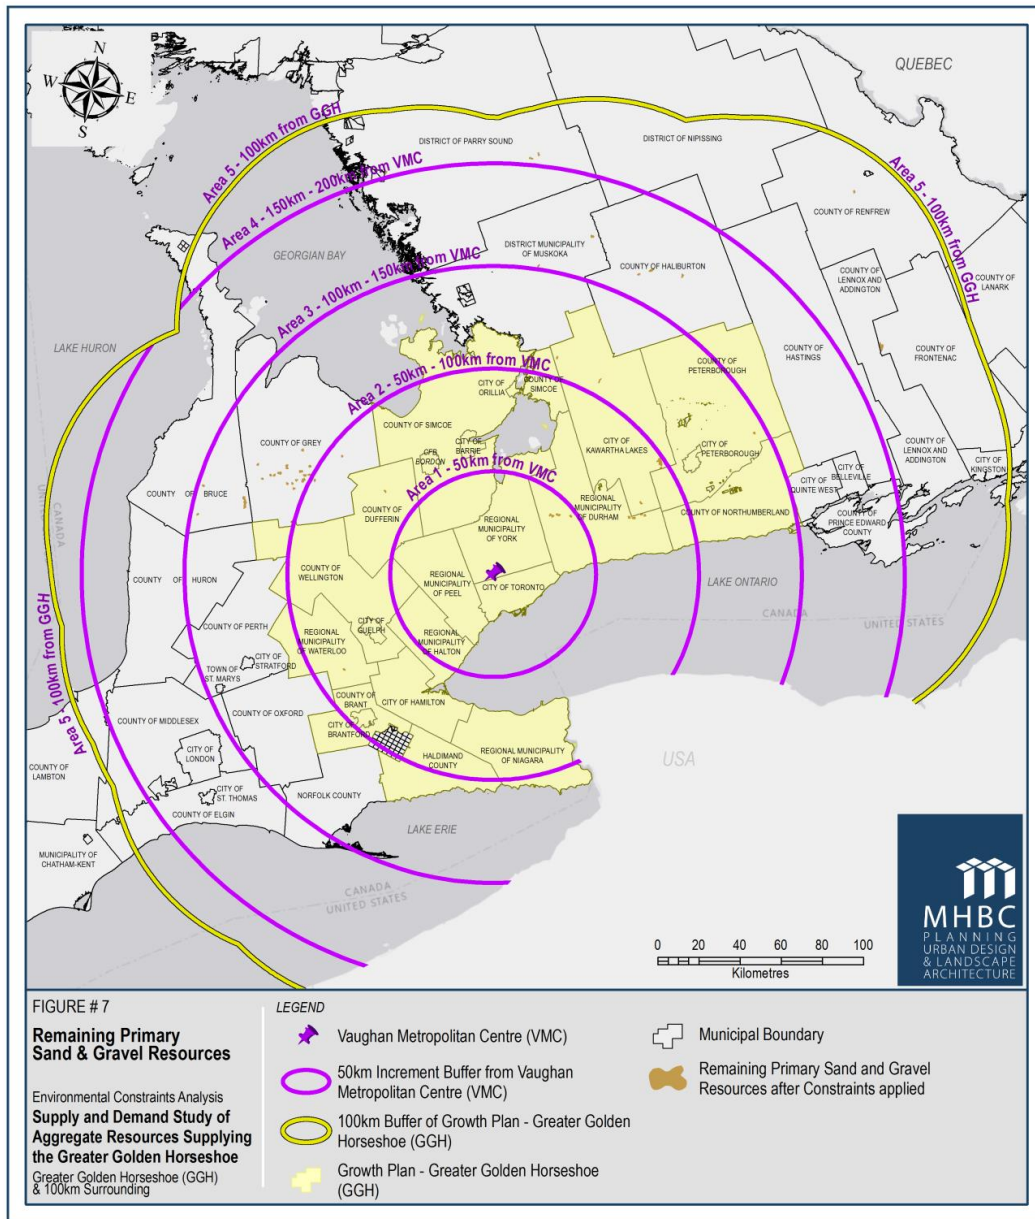 N
W
E
S
QUEBEC
Area 5 - 100km from GGH
DISTRICT OF PARRY SOUND
DISTRICT OF NIPISSING
Area 5 - 100km from GGH
Area 4 - 150km - 200km from VMC
COUNTY OF RENFREW
GEORGIAN BAY
DISTRICT MUNICIPALITY
OF MUSKOKA
COUNTY OF HALIBURTON
COUNTY OF
LENNOX AND
ADDINGTON
COUNTY OF
LANARK
Area 3 - 100km - 150km from VMC
LAKE HURON
COUNTY OF
HASTINGS
COUNTY OF
FRONTENAC
COUNTY OF
PETERBOROUGH
Area 2 - 50km - 100km from VMC
CITY OF
ORILLIA
COUNTY OF
SIMCOE
COUNTY OF SIMCOE
COUNTY OF GREY
CITY OF
BARRIE
CFB
BORDON
CITY OF
KAWARTHA LAKES
CITY OF
PETERBOROUGH
COUNTY OF
LENNOX AND
ADDINGTON
CITY OF
KINGSTON
CITY OF
BELLEVILLE
CITY OF
QUINTE WEST
Area 1 - 50km from VMC
COUNTY OF BRUCE
COUNTY OF
DUFFERIN
REGIONAL
MUNICIPALITY
OF DURHAM
COUNTY OF NORTHUMBERLAND
COUNTY OF
PRINCE EDWARD
COUNTY
REGIONAL
MUNICIPALITY
OF YORK
CANADA
UNITED STATES
COUNTY OF HURON
COUNTY OF
WELLINGTON
REGIONAL
MUNICIPALITY
OF PEEL
CITY OF TORONTO
LAKE ONTARIO
CANADA
UNITED STATES
COUNTY OF PERTH
CITY OF
GUELPH
REGIONAL
MUNICIPALITY
OF WATERLOO
REGIONAL
MUNICIPALITY
OF HALTON
CITY OF
STRATFORD
TOWN OF
ST. MARYS
Area 5 - 100km from GGH
COUNTY OF
BRANT
CITY OF HAMILTON
COUNTY OF OXFORD
COUNTY OF MIDDLESEX
CITY OF
BRANTFORD
CITY OF
LONDON
HALDIMAND
COUNTY
REGIONAL MUNICIPALITY
OF NIAGARA
USA
COUNTY OF
LAMBTON
CITY OF
ST. THOMAS
NORFOLK COUNTY
COUNTY OF ELGIN
LAKE ERIE
MUNICIPALITY OF
CHATHAM-KENT
CANADA
UNITED STATES
0 20 40 60 80 100
Kilometres
MHBC
PLANNING
URBAN DESIGN
& LANDSCAPE
ARCHITECTURE
FIGURE # 7
Remaining Primary
Sand & Gravel Resources
Environmental Constraints Analysis
Supply and Demand Study of
Aggregate Resources Supplying
the Greater Golden Horseshoe
Greater Golden Horseshoe (GGH)
& 100km Surrounding
LEGEND
Vaughan Metropolitan Centre (VMC)
50km Increment Buffer from Vaughan
Metropolitan Centre (VMC)
100km Buffer of Growth Plan - Greater Golden
Horseshoe (GGH)
Growth Plan - Greater Golden Horseshoe
(GGH)
Municipal Boundary
Remaining Primary Sand and Gravel
Resources after Constraints applied